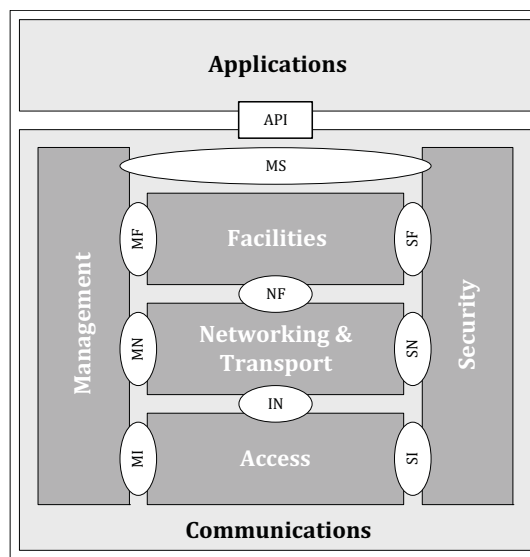 Applications
API
MS
Management
MF
Facilities
SF
Security
NF
MN
Networking &
Transport
SN
IN
MI
Access
SI
Communications